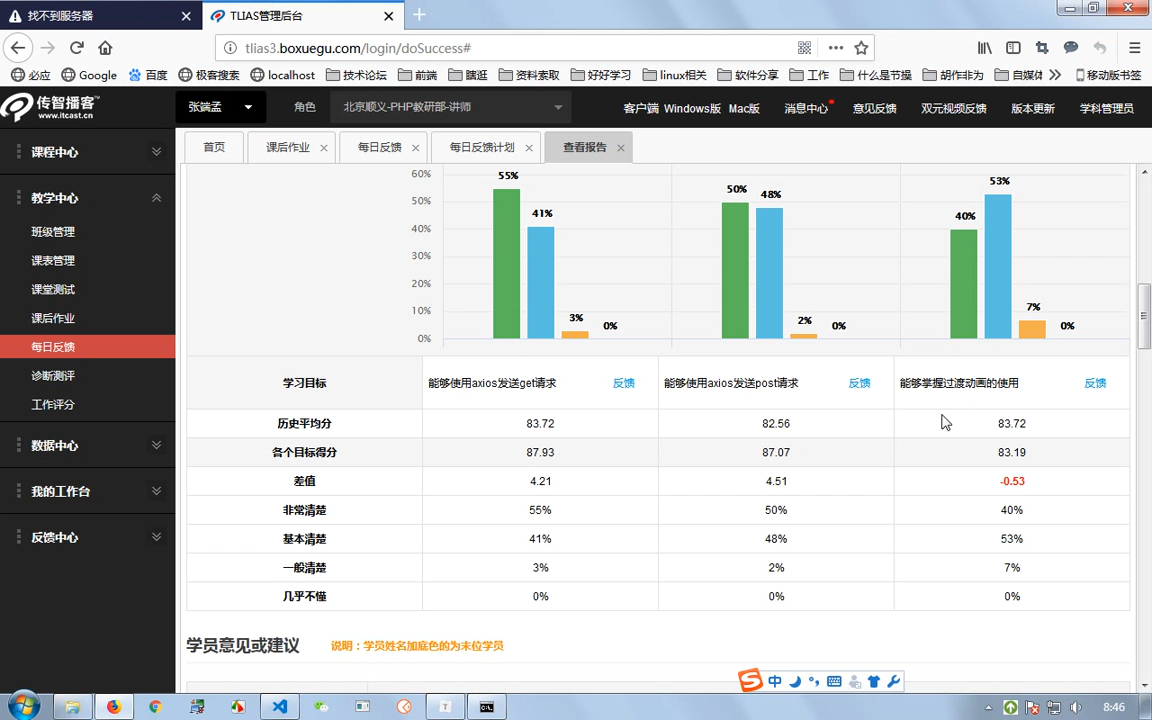 找不到服务器
TLIAS管理后台
tlias3.boxuegu.com/login/doSuccess#
必应 Google 百度 极客搜索 localhost 技术论坛 前端 瞎逛 资料索取 好好学习 linux相关 软件分享 工作 什么是节操 胡作非为 自媒体 移动版书签
传智播客
www.itcast.cn
张端孟 角色 北京顺义-PHP教研部-讲师
客户端 Windows版 Mac版 消息中心 意见反馈 双元视频反馈 版本更新 学科管理员
课程中心
教学中心
班级管理
课表管理
课堂测试
课后作业
每日反馈
诊断测评
工作评分
数据中心
我的工作台
反馈中心
首页 课后作业 每日反馈 每日反馈计划 查看报告
60%
50%
40%
30%
20%
10%
0%
55% 41% 3% 0%
50% 48% 2% 0%
40% 53% 7% 0%
学习目标 能够使用axios发送get请求 反馈 能够使用axios发送post请求 反馈 能够掌握过渡动画的使用 反馈
历史平均分 83.72 82.56 83.72
各个目标得分 87.93 87.07 83.19
差值 4.21 4.51 -0.53
非常清楚 55% 50% 40%
基本清楚 41% 48% 53%
一般清楚 3% 2% 7%
几乎不懂 0% 0% 0%
学员意见或建议 说明：学员姓名加底色的为末位学员
中
8:46